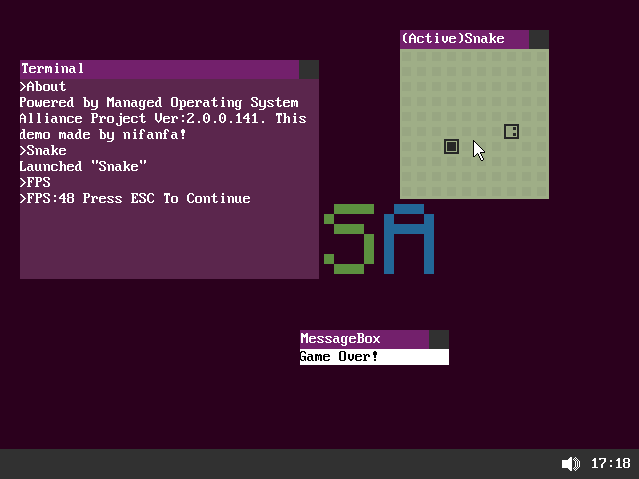 (Active)Snake
Terminal
>About
Powered by Managed Operating System
Alliance Project Ver:2.0.0.141. This
demo made by nifanfa!
>Snake
Launched "Snake"
>FPS
>FPS:48 Press ESC To Continue
SA
MessageBox
Game Over!
17:18